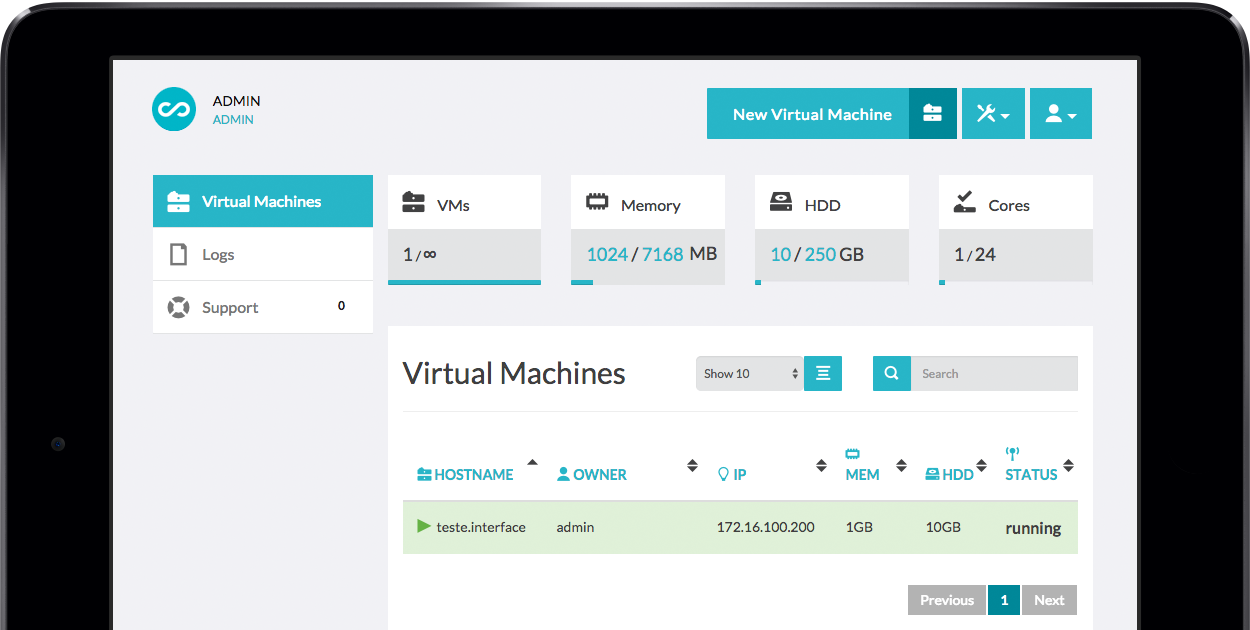 ADMIN
ADMIN
New Virtual Machine
Virtual Machines
Logs
Support 0
VMs
1/∞
Memory
1024/7168 MB
HDD
10/250 GB
Cores
1/24
Virtual Machines
Show 10
Search
HOSTNAME OWNER IP MEM HDD STATUS
teste.interface admin 172.16.100.200 1GB 10GB running
Previous 1 Next